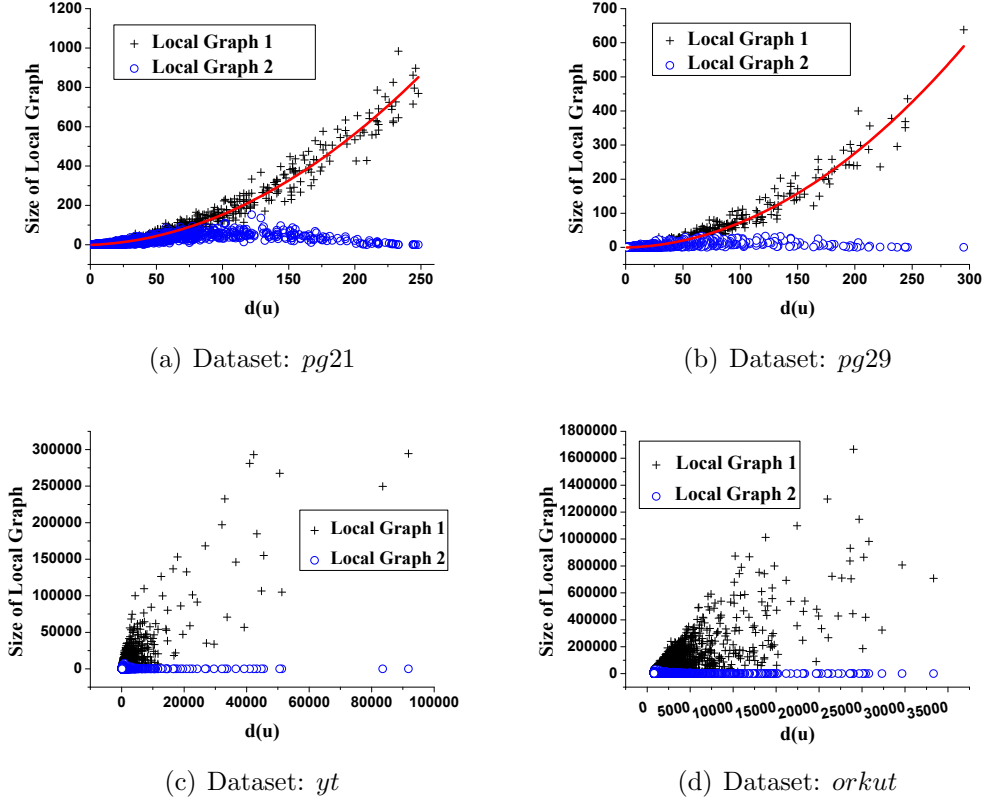 1200
1000
800
600
400
200
0
Size of Local Graph
Local Graph 1
Local Graph 2
0 50 100 150 200 250
d(u)
(a) Dataset: pg21
700
600
500
400
300
200
100
0
Size of Local Graph
Local Graph 1
Local Graph 2
0 50 100 150 200 250 300
d(u)
(b) Dataset: pg29
300000
250000
200000
150000
100000
50000
0
Size of Local Graph
Local Graph 1
Local Graph 2
0 20000 40000 60000 80000 100000
d(u)
(c) Dataset: yt
1800000
1600000
1400000
1200000
1000000
800000
600000
400000
200000
0
Size of Local Graph
Local Graph 1
Local Graph 2
0 5000 10000 15000 20000 25000 30000 35000
d(u)
(d) Dataset: orkut